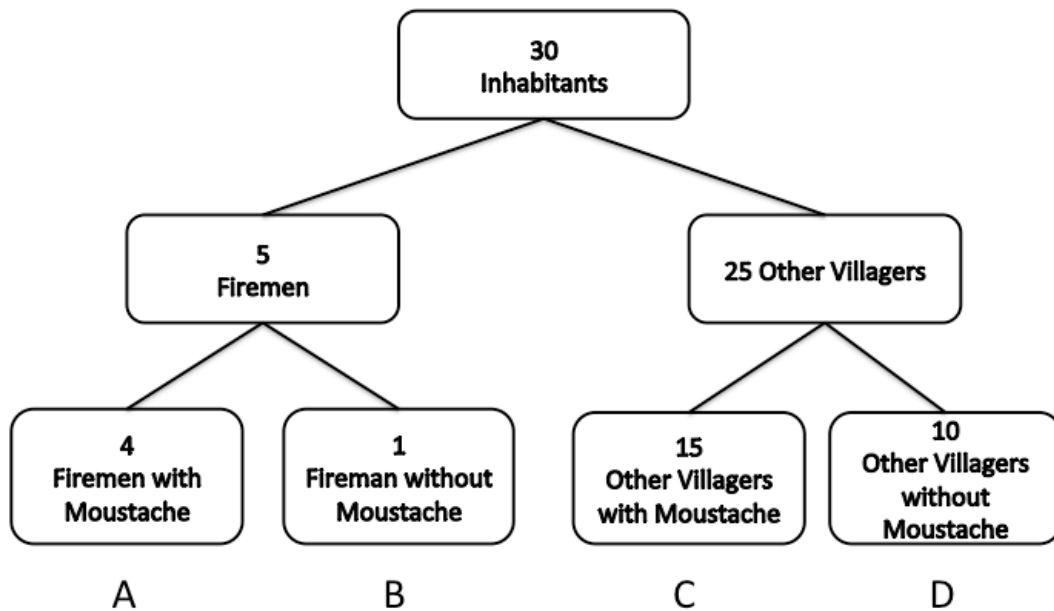 30
Inhabitants
5
Firemen
25 Other Villagers
4
Firemen with
Moustache
1
Fireman without
Moustache
15
Other Villagers
with Moustache
10
Other Villagers
without
Moustache
A
B
C
D